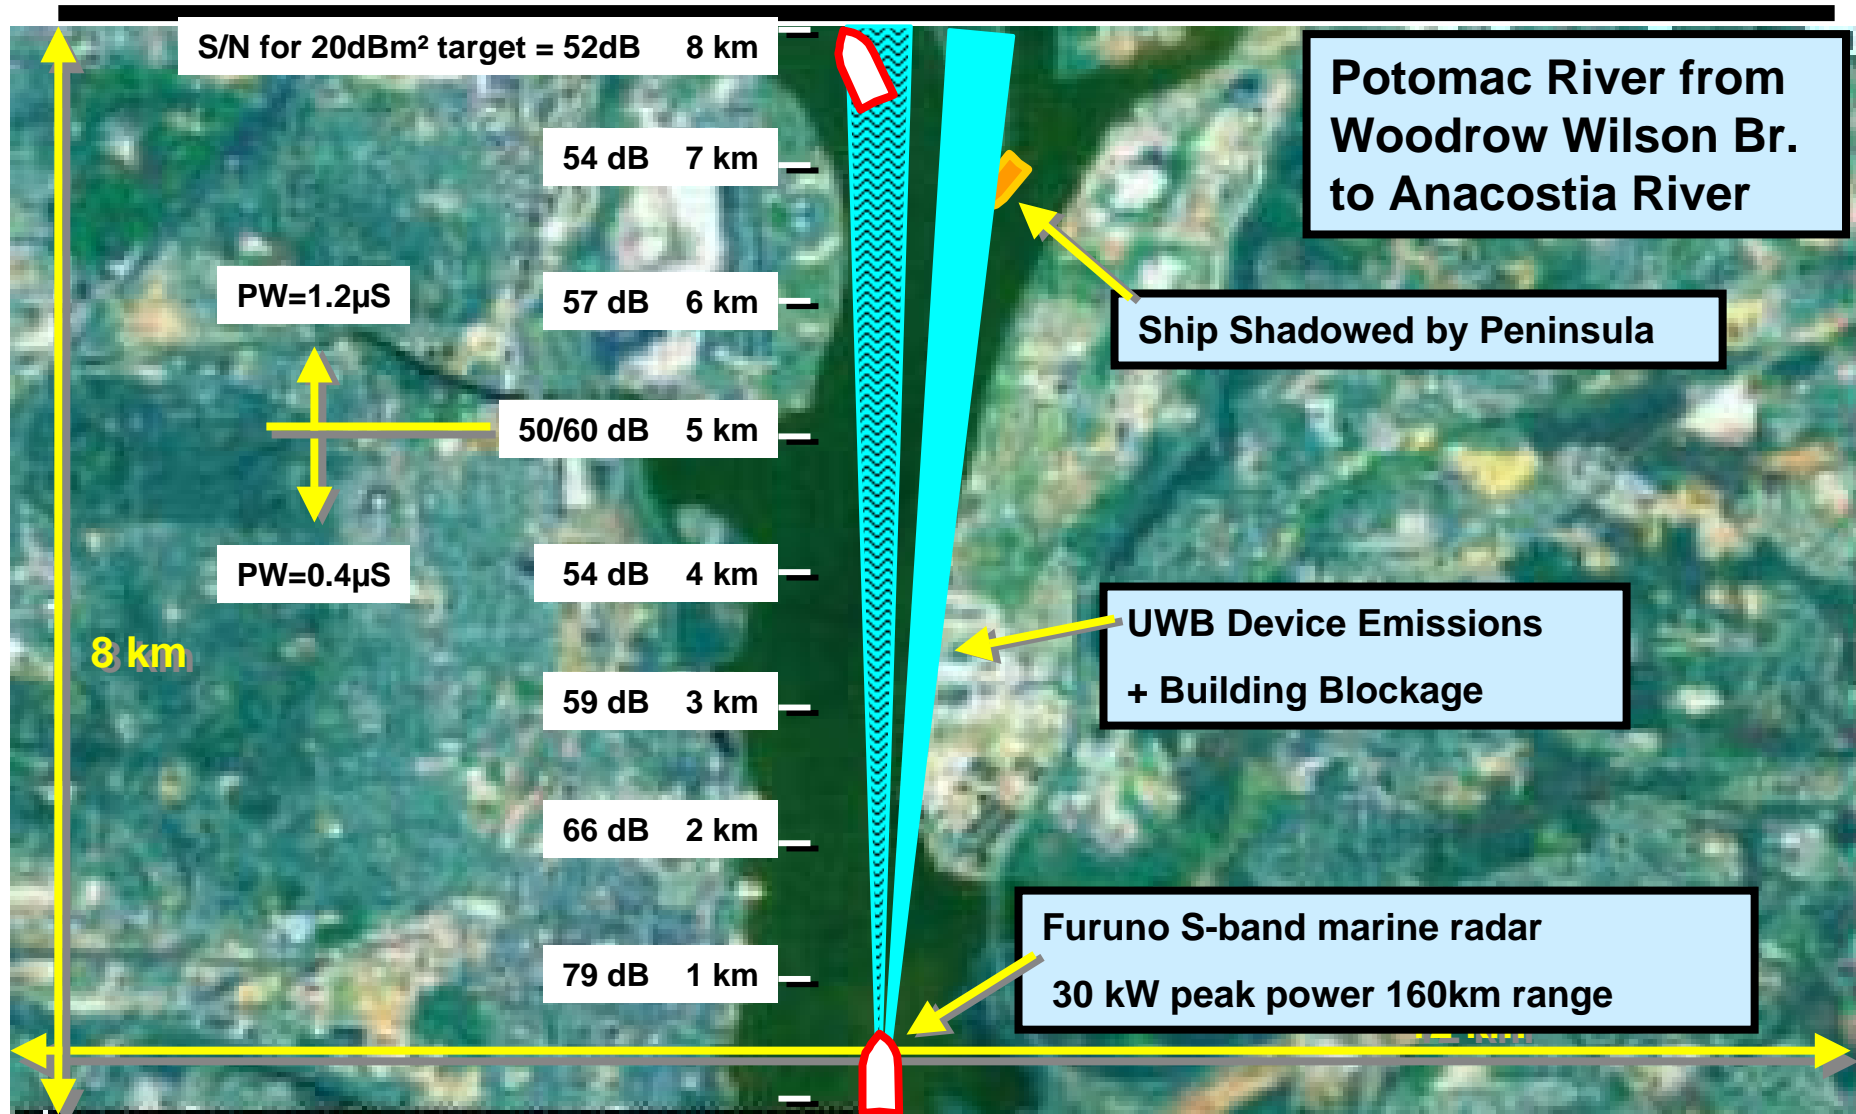 S/N for 20dBm² target = 52dB 8 km
Potomac River from
Woodrow Wilson Br.
to Anacostia River
54 dB 7 km
PW=1.2µS
57 dB 6 km
Ship Shadowed by Peninsula
50/60 dB 5 km
PW=0.4µS
54 dB 4 km
UWB Device Emissions
+ Building Blockage
8 km
59 dB 3 km
66 dB 2 km
Furuno S-band marine radar
30 kW peak power 160km range
79 dB 1 km